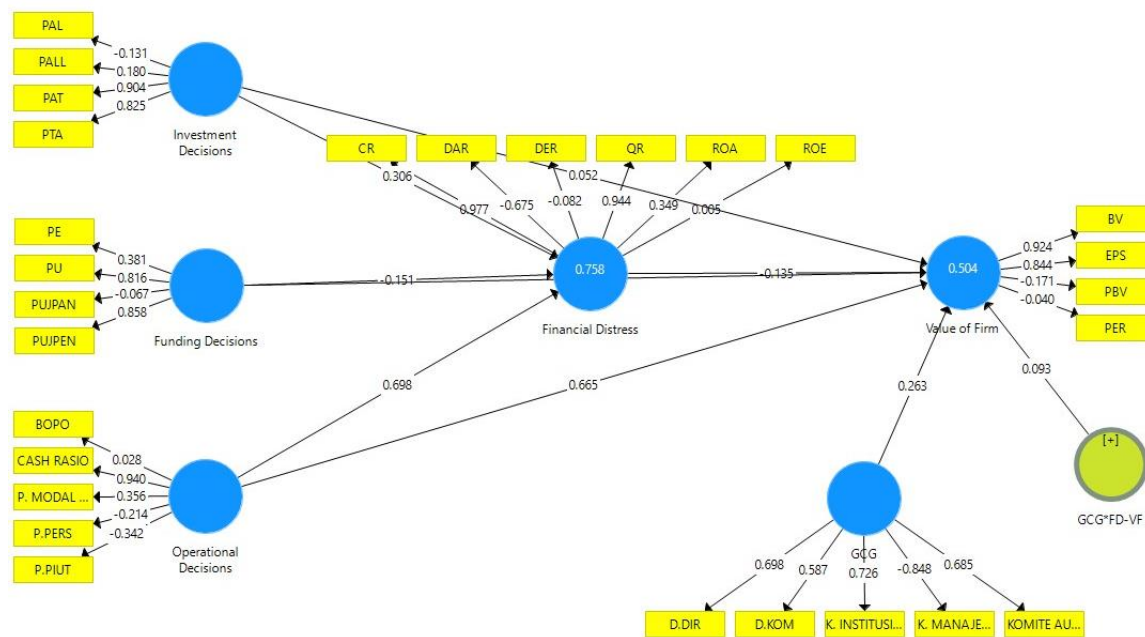 PAL
PALL
PAT
PTA
-0.131
0.180
0.904
0.825
Investment
Decisions
CR
DAR
DER
QR
ROA
ROE
0.306
0.977
-0.675
-0.082
0.944
0.349
0.005
0.052
PE
PU
PUJPAN
PUJPEN
0.381
0.816
-0.067
0.858
Funding Decisions
-0.151
0.758
Financial Distress
-0.135
0.504
Value of Firm
0.924
0.844
-0.171
-0.040
BV
EPS
PBV
PER
0.698
0.665
0.263
0.093
BOPO
CASH RASIO
P. MODAL ...
P.PERS
P.PIUT
0.028
0.940
0.356
-0.214
-0.342
Operational
Decisions
[+]
GCG*FD-VF
GCG
0.698
0.587
0.726
-0.848
0.685
D.DIR
D.KOM
K. INSTITUSI...
K. MANAJE...
KOMITE AU...